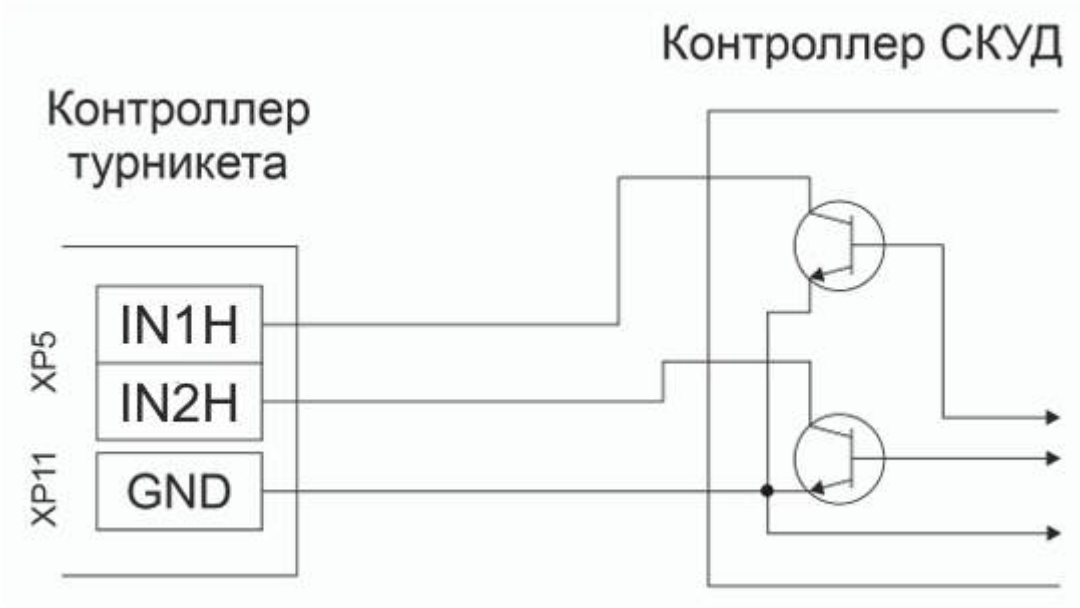 Контроллер СКУД
Контроллер
турникета
XP5
IN1H
IN2H
XP11
GND